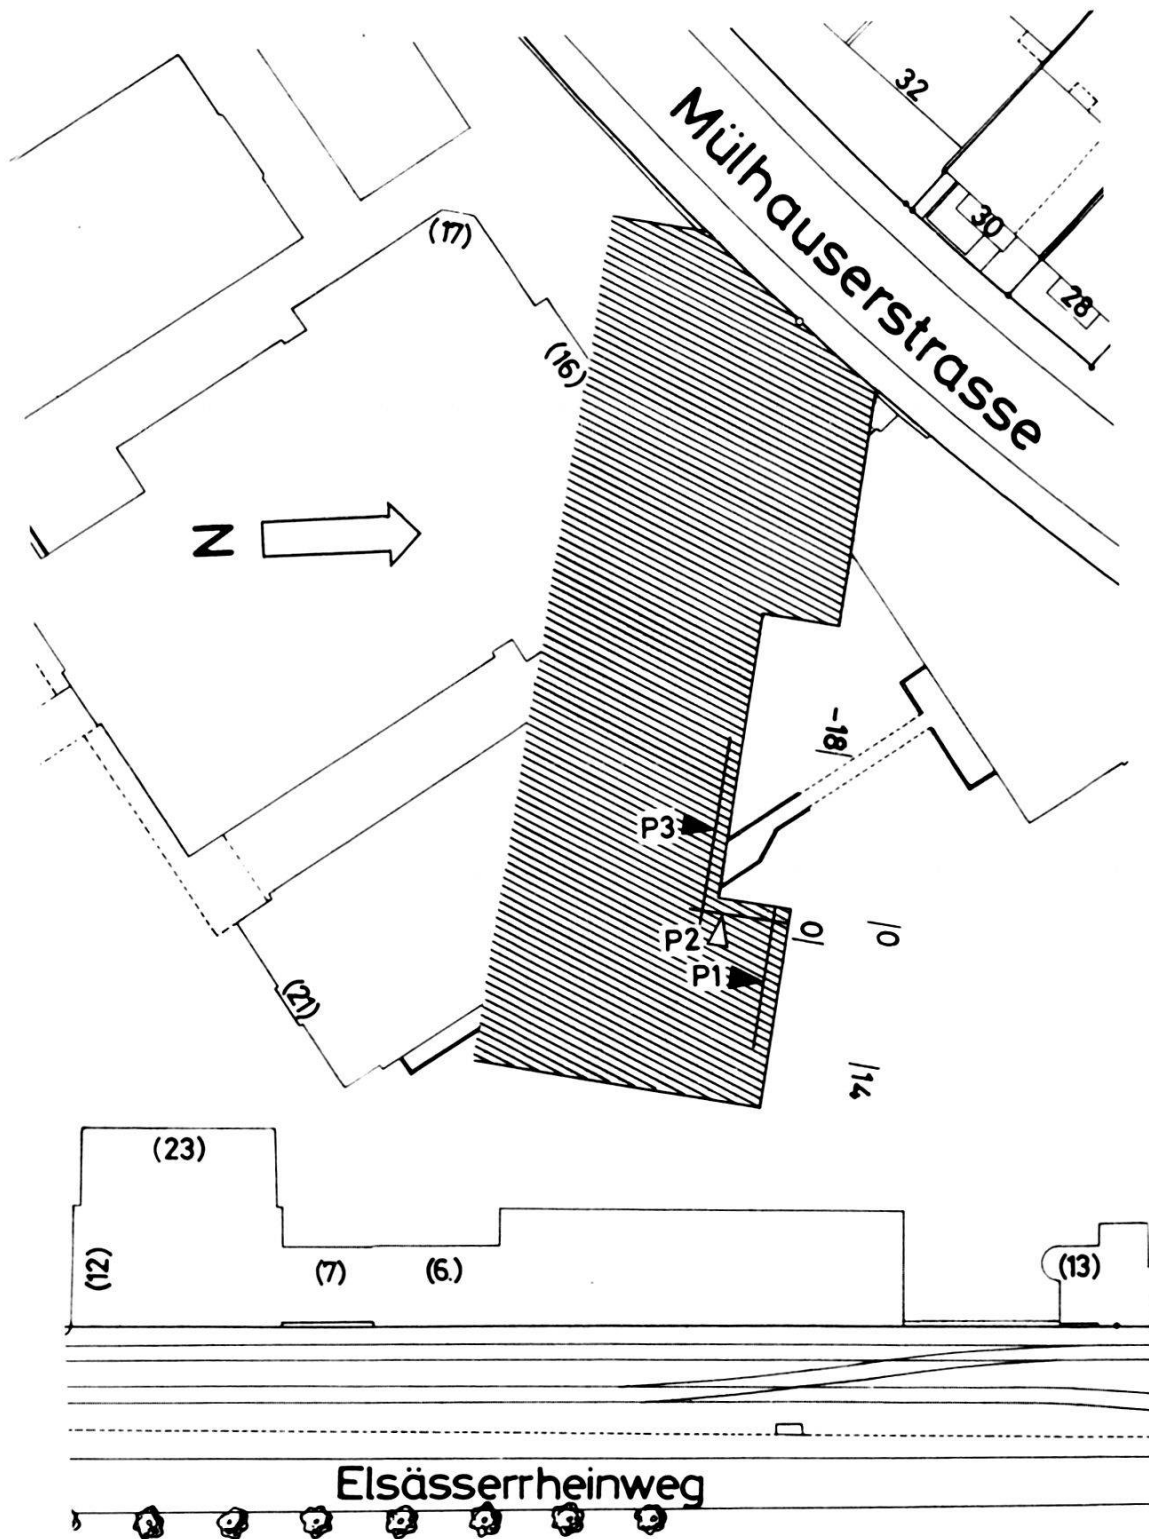 32
Mülhauserstrasse
30
28
(17)
(16)
N
-18
P3
P2
0
0
P1
(21)
14
(23)
(12)
(7)
(6.)
(13)
Elsässerrheinweg